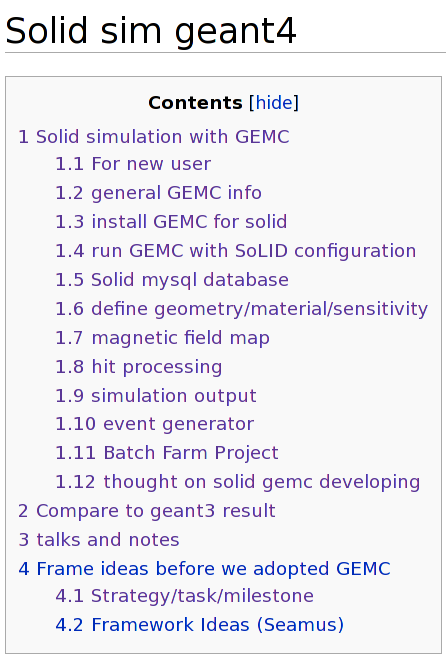 Solid sim geant4
Contents [hide]
1 Solid simulation with GEMC
1.1 For new user
1.2 general GEMC info
1.3 install GEMC for solid
1.4 run GEMC with SoLID configuration
1.5 Solid mysql database
1.6 define geometry/material/sensitivity
1.7 magnetic field map
1.8 hit processing
1.9 simulation output
1.10 event generator
1.11 Batch Farm Project
1.12 thought on solid gemc developing
2 Compare to geant3 result
3 talks and notes
4 Frame ideas before we adopted GEMC
4.1 Strategy/task/milestone
4.2 Framework Ideas (Seamus)